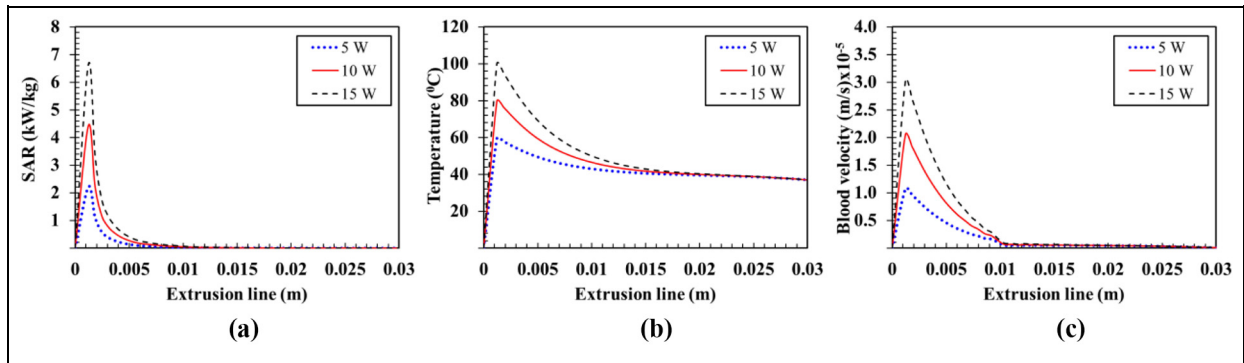 8
7
6
5
4
3
2
1
SAR (kW/kg)
5 W
10 W
15 W
0 0.005 0.01 0.015 0.02 0.025 0.03
Extrusion line (m)
(a)
140
120
100
80
60
40
20
Temperature (⁰C)
5 W
10 W
15 W
0 0.005 0.01 0.015 0.02 0.025 0.03
Extrusion line (m)
(b)
4.0
3.5
3.0
2.5
2.0
1.5
1.0
0.5
Blood velocity (m/s)x10⁻⁵
5 W
10 W
15 W
0 0.005 0.01 0.015 0.02 0.025 0.03
Extrusion line (m)
(c)